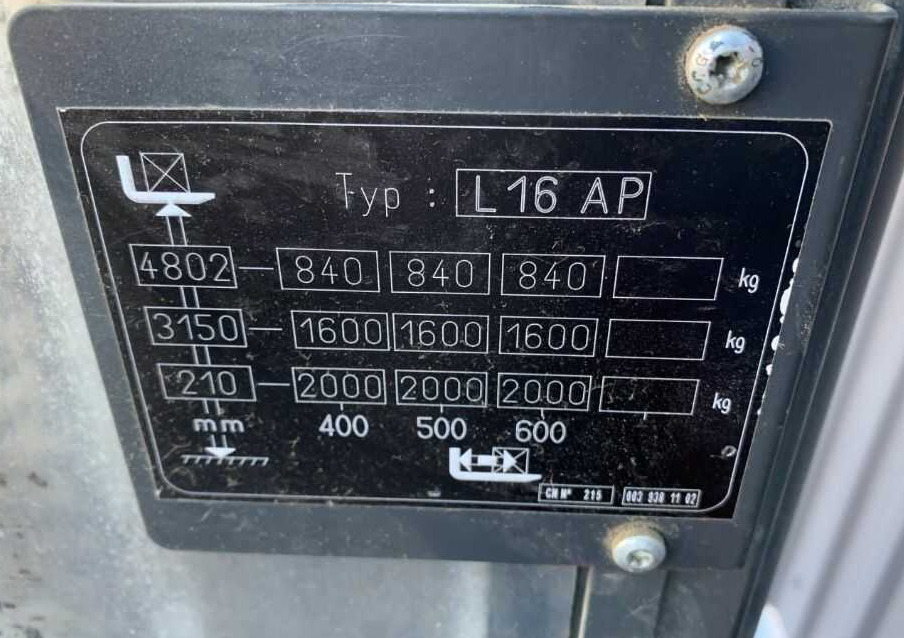 Typ : L 16 AP
4802 840 840 840 kg
3150 1600 1600 1600 kg
210 2000 2000 2000 kg
mm 400 500 600
CH Nº 215 003 938 11 02